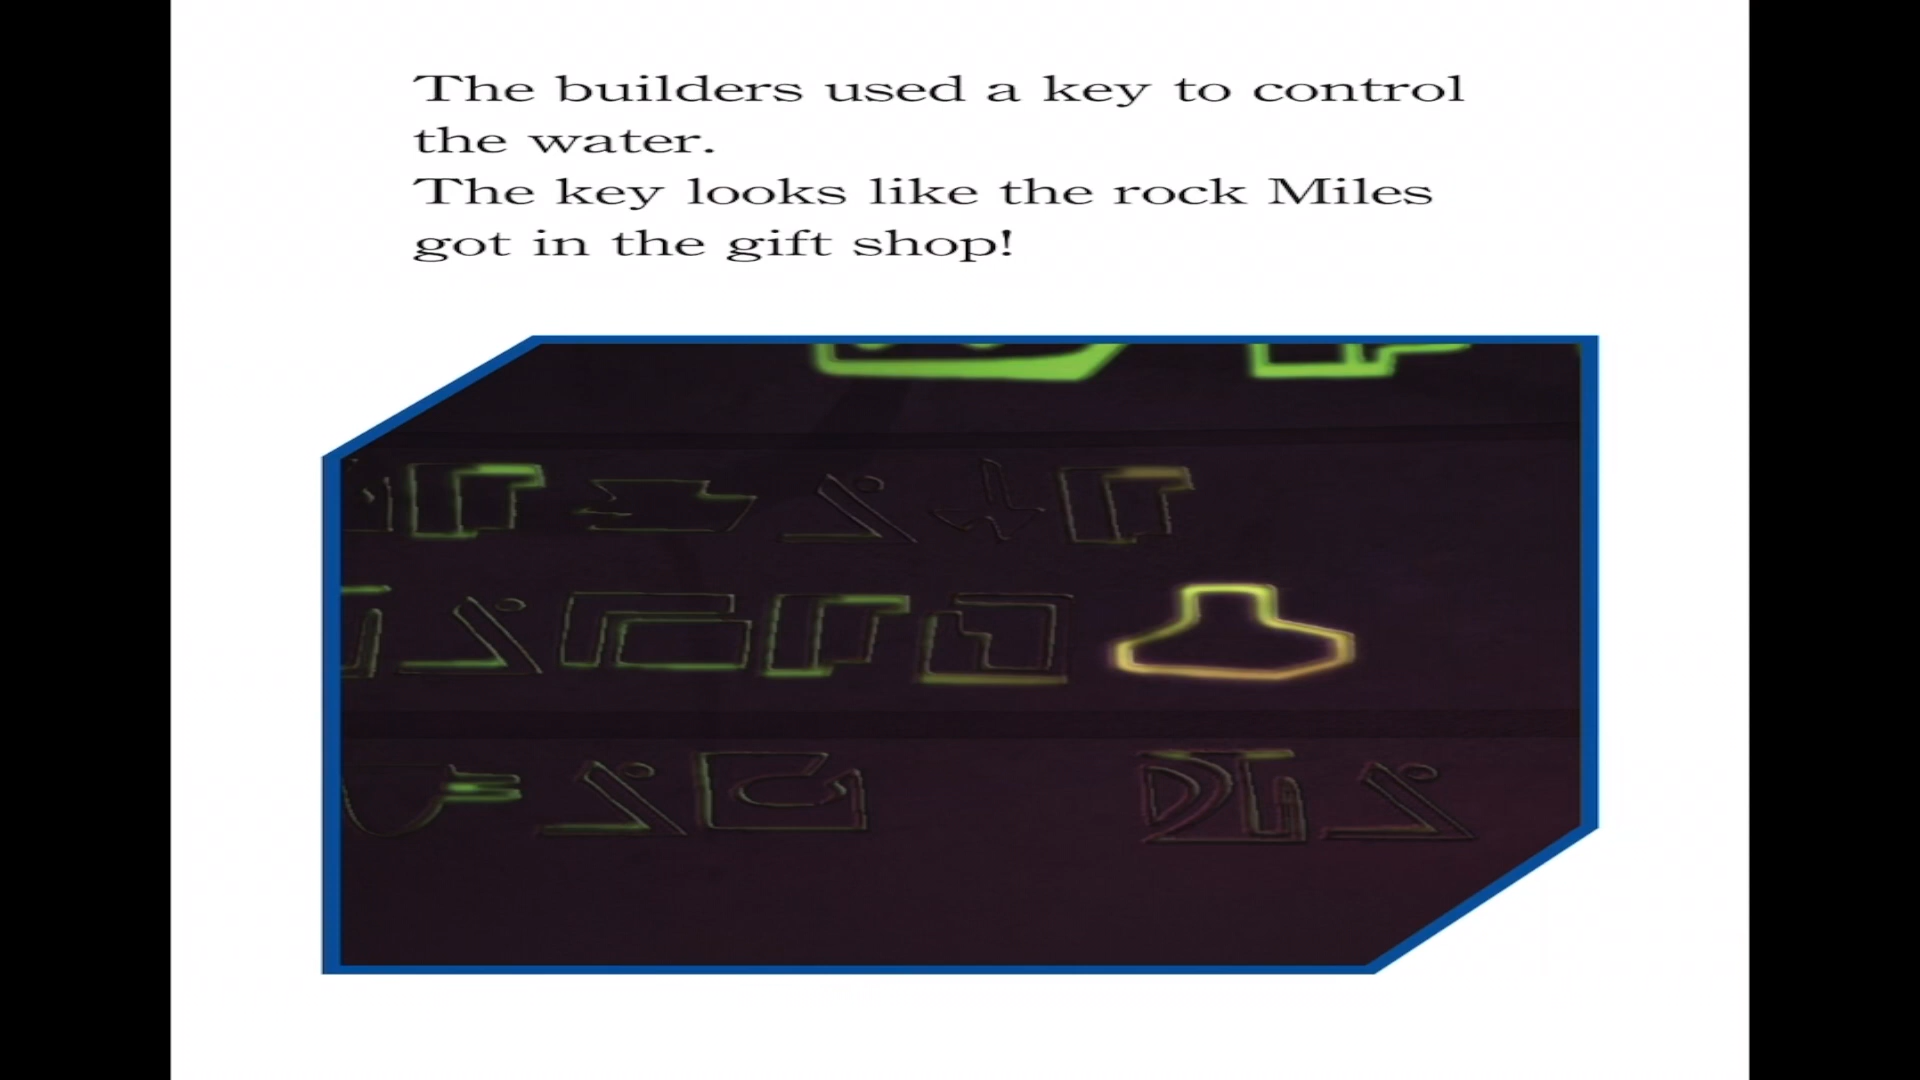 The builders used a key to control
the water.
The key looks like the rock Miles
got in the gift shop!